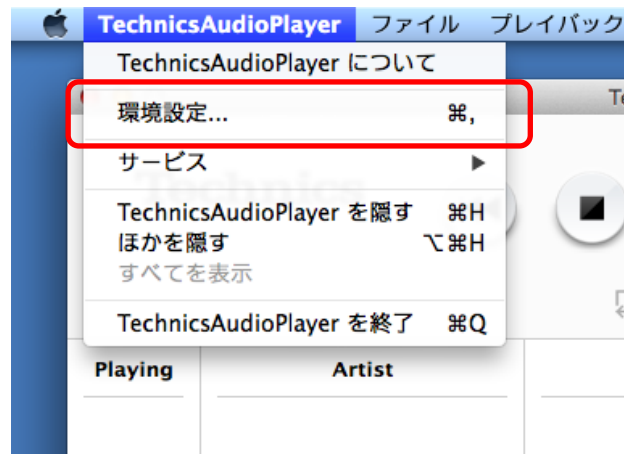 TechnicsAudioPlayer ファイル プレイバック
TechnicsAudioPlayer について
環境設定... ⌘,
サービス ▶
Technics
TechnicsAudioPlayer を隠す ⌘H
ほかを隠す ⌥⌘H
すべてを表示
TechnicsAudioPlayer を終了 ⌘Q
Playing Artist